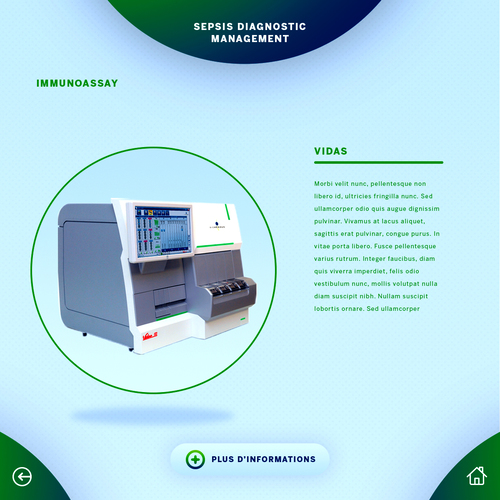 SEPSIS DIAGNOSTIC
MANAGEMENT
IMMUNOASSAY
VIDAS
Morbi velit nunc, pellentesque non
libero id, ultricies fringilla nunc. Sed
ullamcorper odio quis augue dignissim
pulvinar. Vivamus at lacus aliquet,
sagittis erat pulvinar, congue purus. In
vitae porta libero. Fusce pellentesque
varius rutrum. Integer faucibus, diam
quis viverra imperdiet, felis odio
vestibulum nunc, mollis volutpat nulla
diam suscipit nibh. Nullam suscipit
lobortis ornare. Sed ullamcorper
PLUS D'INFORMATIONS